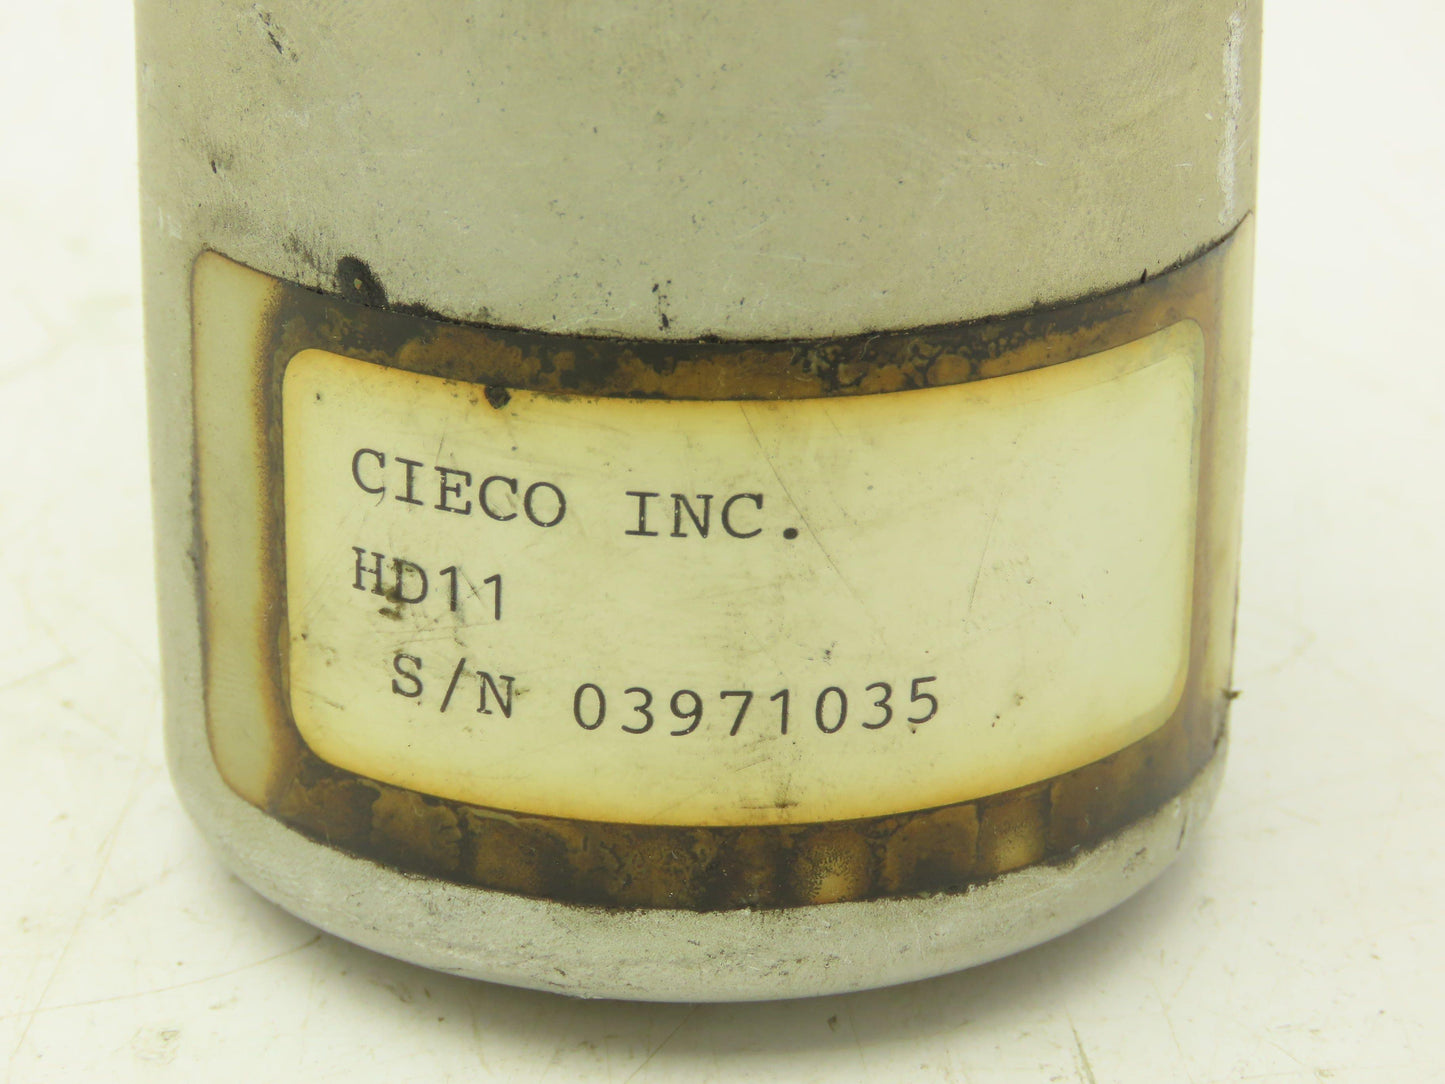 CIECO INC.
HD11
S/N 03971035